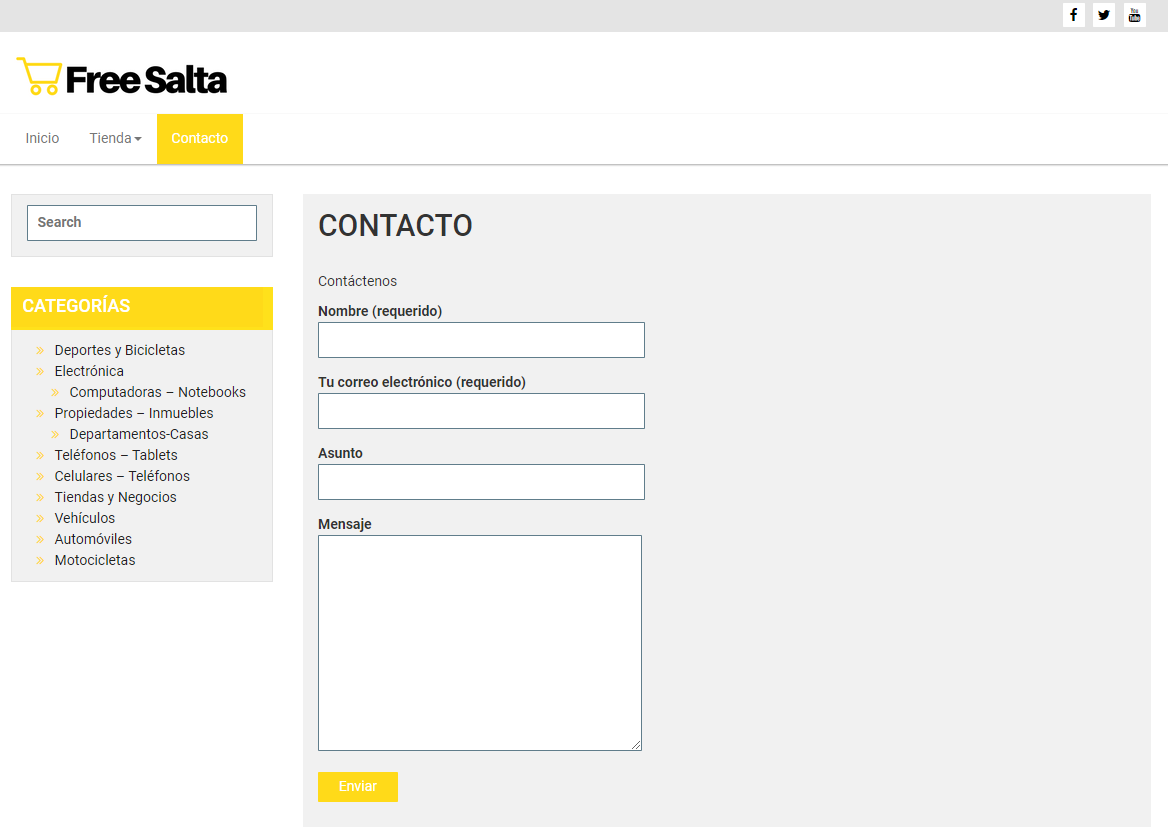 You Tube
Free Salta
Inicio
Tienda
Contacto
Search
CATEGORÍAS
Deportes y Bicicletas
Electrónica
Computadoras – Notebooks
Propiedades – Inmuebles
Departamentos-Casas
Teléfonos – Tablets
Celulares – Teléfonos
Tiendas y Negocios
Vehículos
Automóviles
Motocicletas
CONTACTO
Contáctenos
Nombre (requerido)
Tu correo electrónico (requerido)
Asunto
Mensaje
Enviar